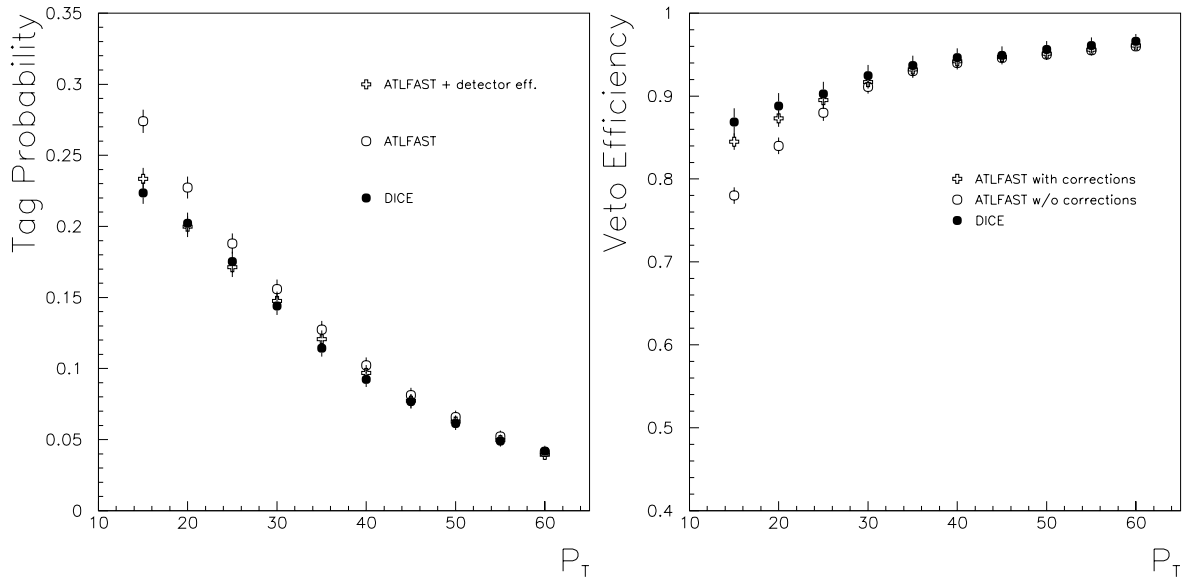 Tag Probability
0.35
0.3
0.25
0.2
0.15
0.1
0.05
0
10 20 30 40 50 60
P_T
ATLFAST + detector eff.
ATLFAST
DICE
Veto Efficiency
1
0.9
0.8
0.7
0.6
0.5
0.4
10 20 30 40 50 60
P_T
ATLFAST with corrections
ATLFAST w/o corrections
DICE